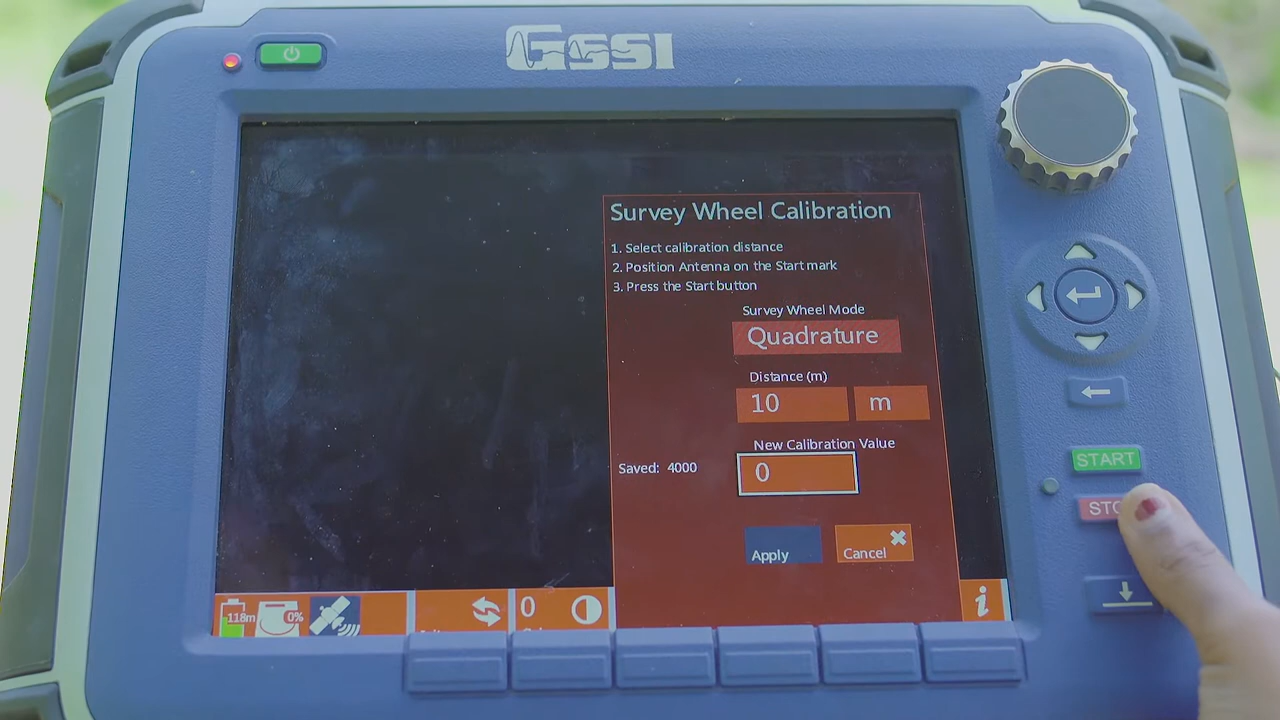 GSSI
Survey Wheel Calibration
1. Select calibration distance
2. Position Antenna on the Start mark
3. Press the Start button
Survey Wheel Mode
Quadrature
Distance (m)
10 m
New Calibration Value
Saved: 4000 0
Apply Cancel
START
118m 0% 0 i